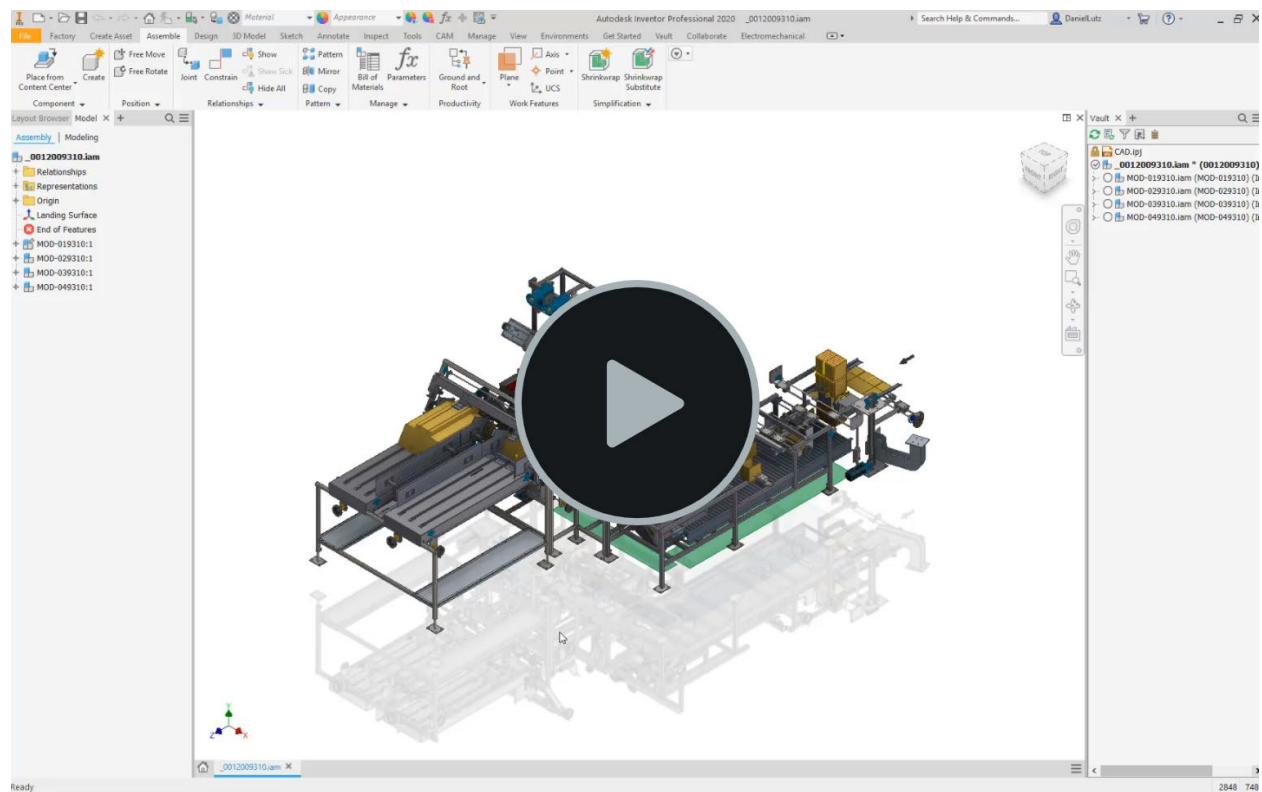 Material Appearance Autodesk Inventor Professional 2020 _0012009310.iam Search Help & Commands... DanielLutz
File Factory Create Asset Assemble Design 3D Model Sketch Annotate Inspect Tools CAM Manage View Environments Get Started Vault Collaborate Electromechanical
Place from Content Center
Create
Free Move
Free Rotate
Joint
Constrain
Show
Show Sick
Hide All
Pattern
Mirror
Copy
Bill of Materials
fx
Parameters
Ground and Root
Plane
Axis
Point
UCS
Shrinkwrap
Shrinkwrap Substitute
Component Position Relationships Pattern Manage Productivity Work Features Simplification
Layout Browser Model × +
Assembly | Modeling
_0012009310.iam
Relationships
Representations
Origin
Landing Surface
End of Features
MOD-019310:1
MOD-029310:1
MOD-039310:1
MOD-049310:1
TOP
FRONT RIGHT
Vault × +
CAD.ipj
_0012009310.iam * (0012009310)
MOD-019310.iam (MOD-019310) (I
MOD-029310.iam (MOD-029310) (I
MOD-039310.iam (MOD-039310) (I
MOD-049310.iam (MOD-049310) (I
Y
Z X
_0012009310.iam ×
Ready 2848 748